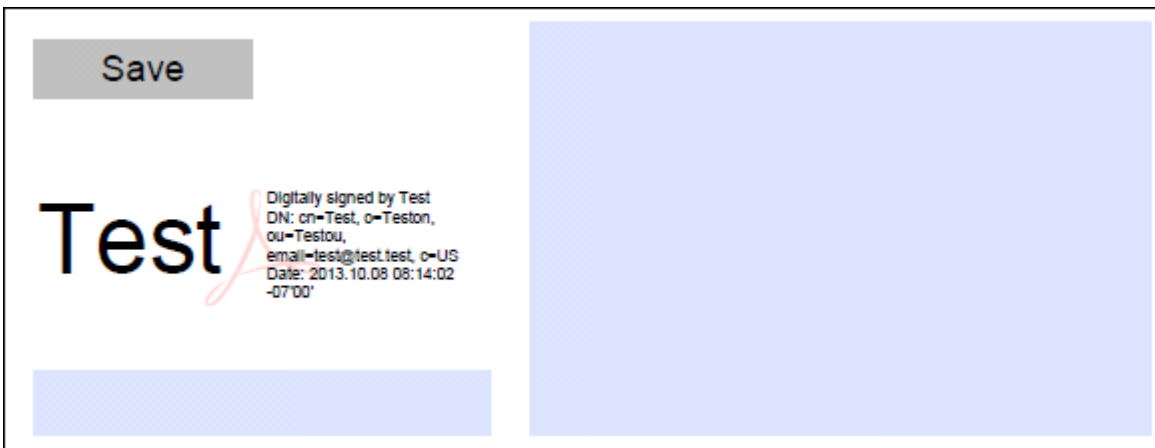 Save
Test
Digitally signed by Test
DN: cn=Test, o=Teston,
ou=Testou,
email=test@test.test, c=US
Date: 2013.10.08 08:14:02
-07'00'